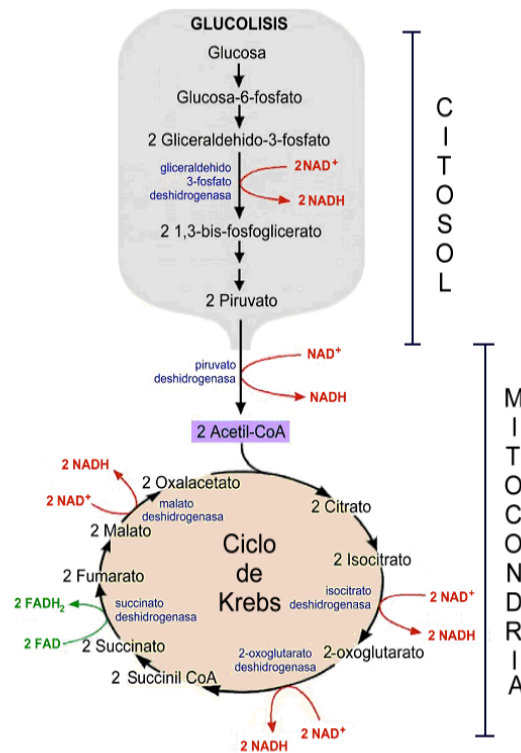 GLUCOLISIS
Glucosa
Glucosa-6-fosfato
2 Gliceraldehido-3-fosfato
gliceraldehido
3-fosfato
deshidrogenasa
2NAD⁺
2 NADH
2 1,3-bis-fosfoglicerato
2 Piruvato
CITOSOL
piruvato
deshidrogenasa
NAD⁺
NADH
2 Acetil-CoA
2 NADH
2 NAD⁺
2 Oxalacetato
malato
deshidrogenasa
2 Malato
2 Citrato
2 Isocitrato
Ciclo
de
Krebs
2 Fumarato
2 FADH₂
2 FAD
succinato
deshidrogenasa
isocitrato
deshidrogenasa
2 NAD⁺
2 NADH
2 Succinato
2-oxoglutarato
deshidrogenasa
2-oxoglutarato
2 Succinil CoA
2 NADH
2 NAD⁺
MITOCONDRIA